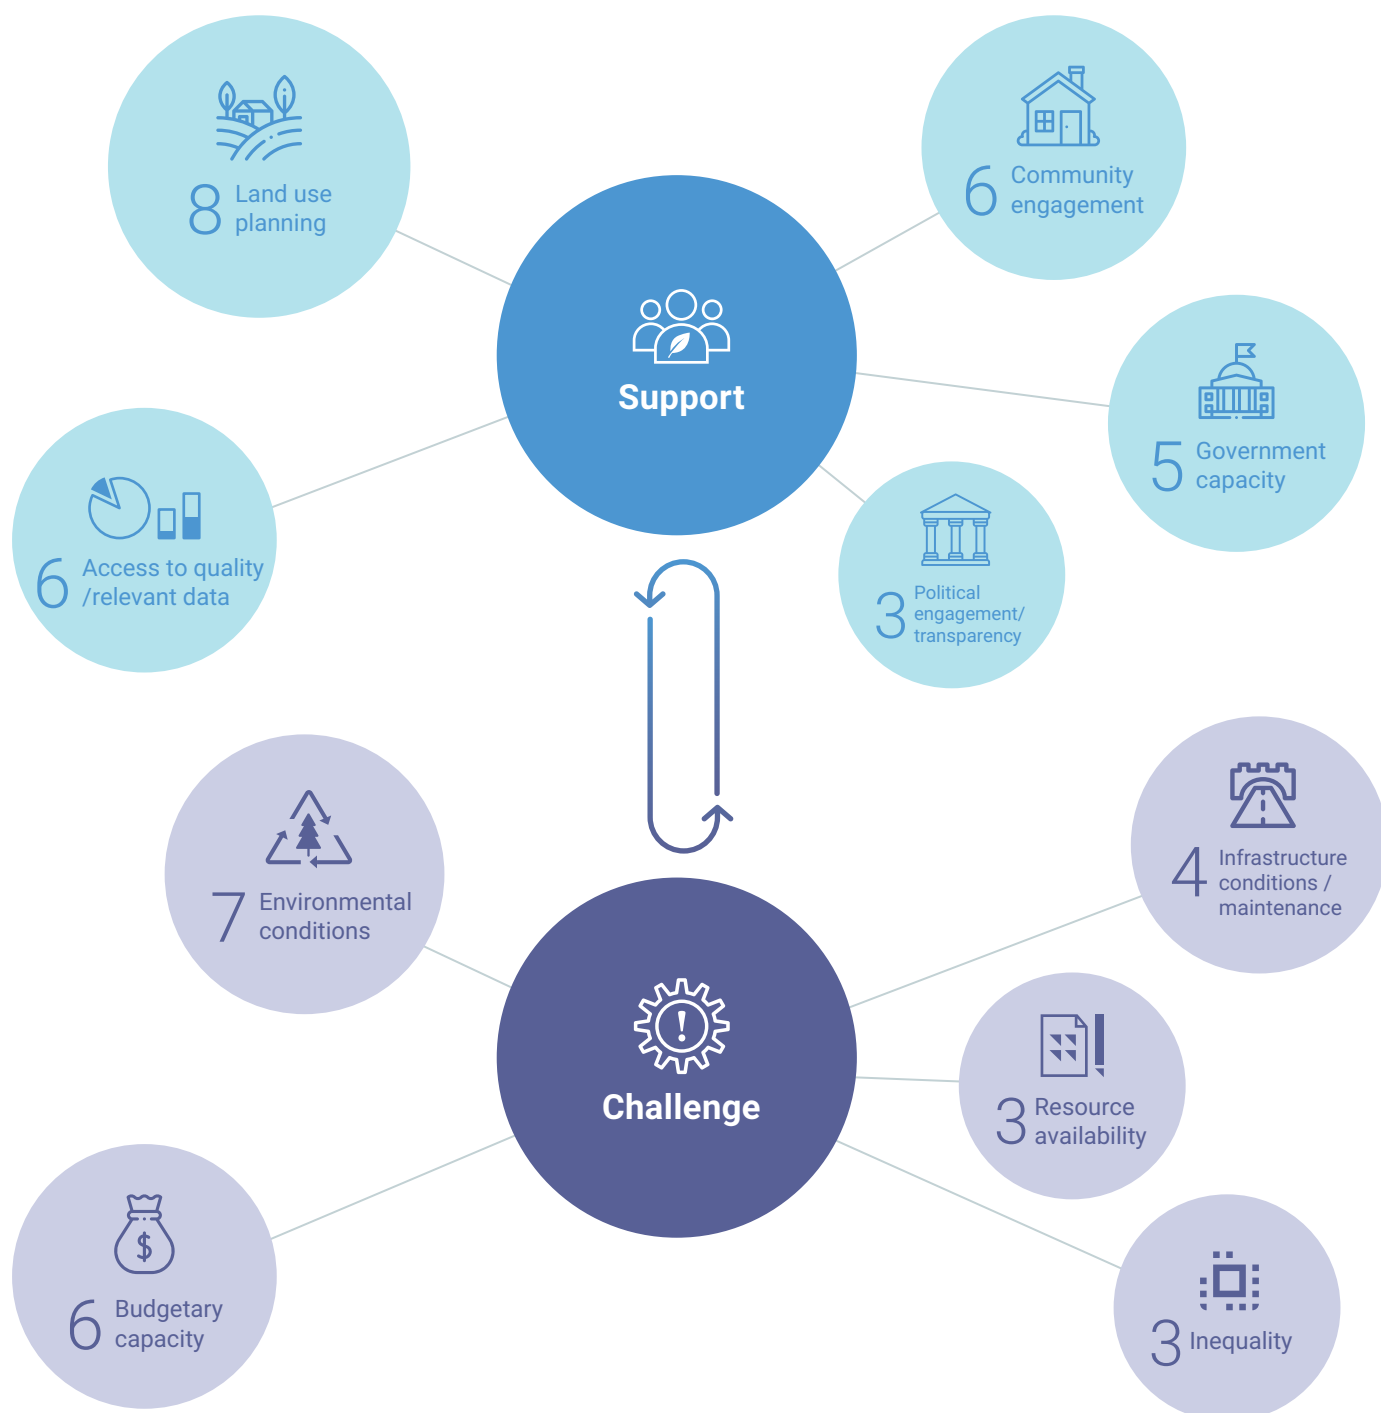 8 Land use
planning
6 Community
engagement
Support
5 Government
capacity
6 Access to quality
/relevant data
3 Political
engagement/
transparency
7 Environmental
conditions
4 Infrastructure
conditions /
maintenance
!
Challenge
3 Resource
availability
$
6 Budgetary
capacity
3 Inequality